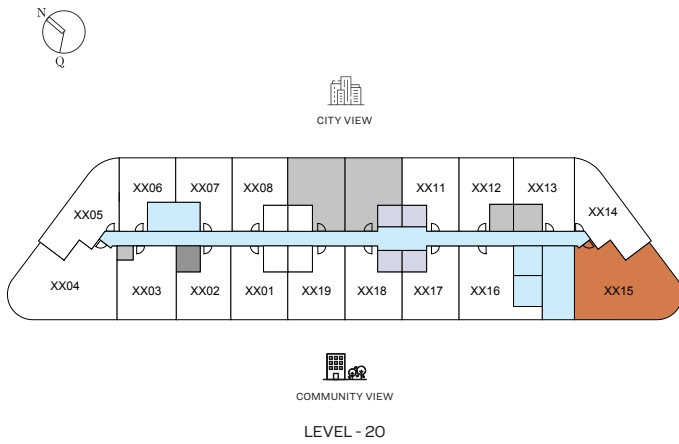 N
Q
CITY VIEW
XX06 XX07 XX08 XX11 XX12 XX13
XX05 XX14
XX04 XX03 XX02 XX01 XX19 XX18 XX17 XX16 XX15
COMMUNITY VIEW
LEVEL - 20